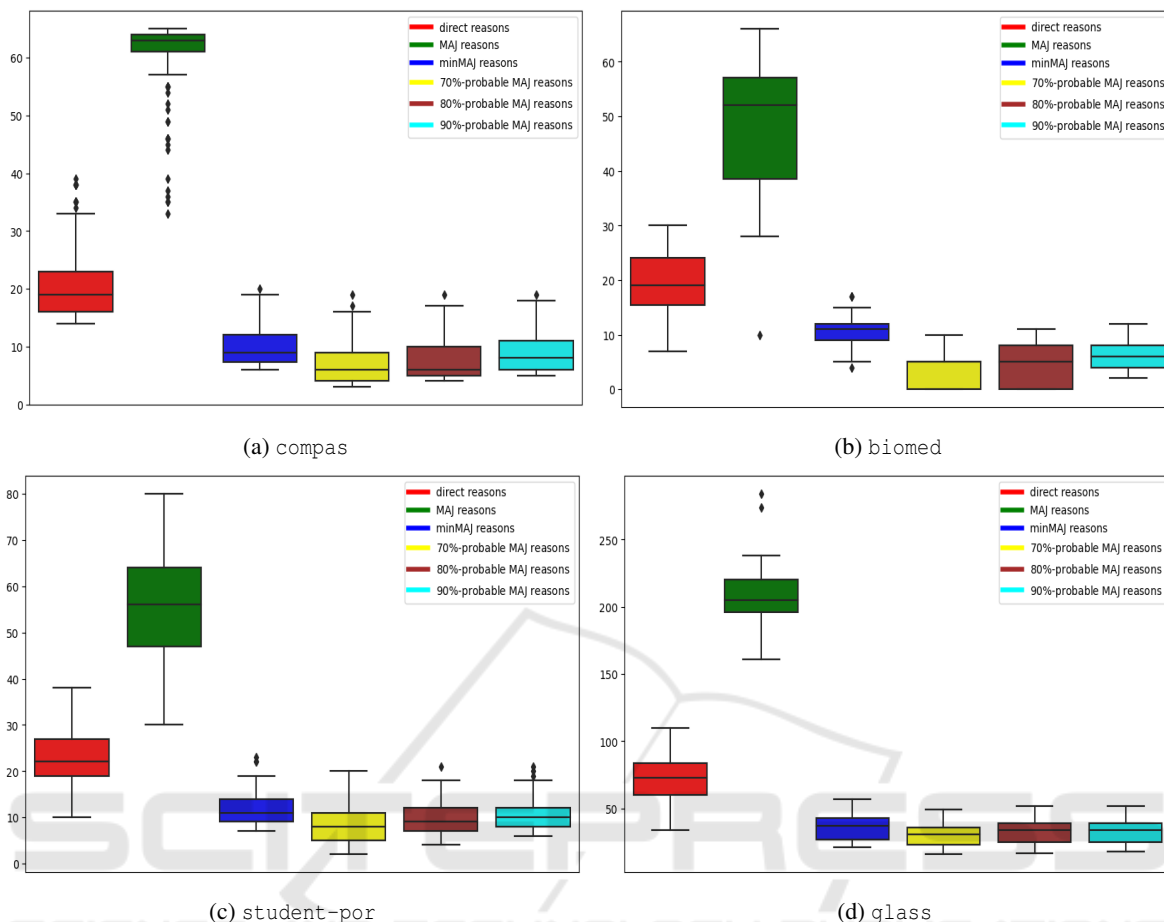 60
50
40
30
20
10
0
direct reasons
MAJ reasons
minMAJ reasons
70%-probable MAJ reasons
80%-probable MAJ reasons
90%-probable MAJ reasons
(a) compas
60
50
40
30
20
10
0
direct reasons
MAJ reasons
minMAJ reasons
70%-probable MAJ reasons
80%-probable MAJ reasons
90%-probable MAJ reasons
(b) biomed
80
70
60
50
40
30
20
10
0
direct reasons
MAJ reasons
minMAJ reasons
70%-probable MAJ reasons
80%-probable MAJ reasons
90%-probable MAJ reasons
(c) student-por
250
200
150
100
50
direct reasons
MAJ reasons
minMAJ reasons
70%-probable MAJ reasons
80%-probable MAJ reasons
90%-probable MAJ reasons
(d) glass
SCITEPRESS